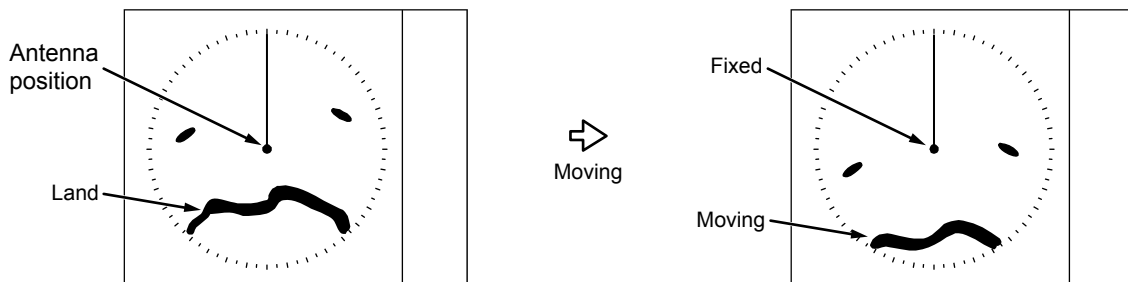 Antenna
position
Land
Moving
Fixed
Moving